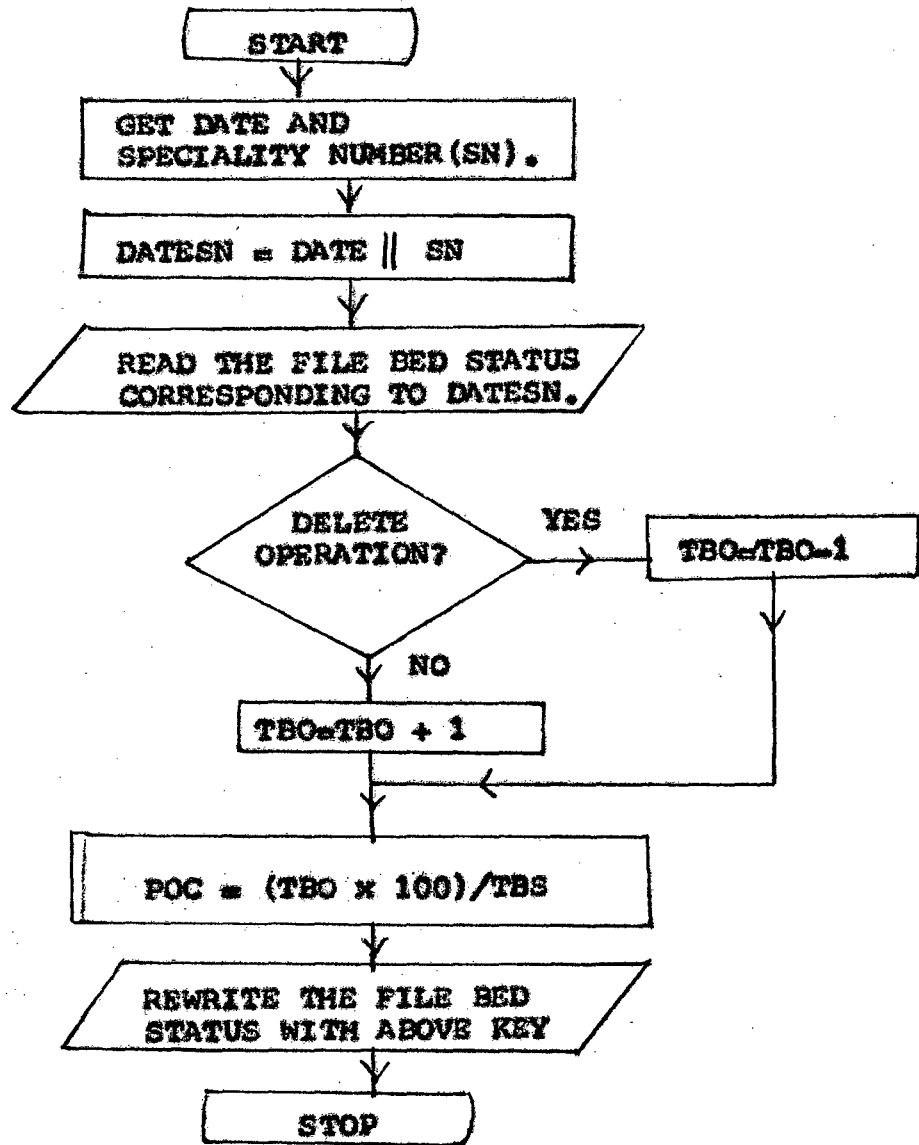 START
GET DATE AND
SPECIALITY NUMBER(SN).
DATESN = DATE || SN
READ THE FILE BED STATUS
CORRESPONDING TO DATESN.
DELETE
OPERATION?
YES
TBO=TBO-1
NO
TBO=TBO + 1
POC = (TBO x 100)/TBS
REWRITE THE FILE BED
STATUS WITH ABOVE KEY
STOP